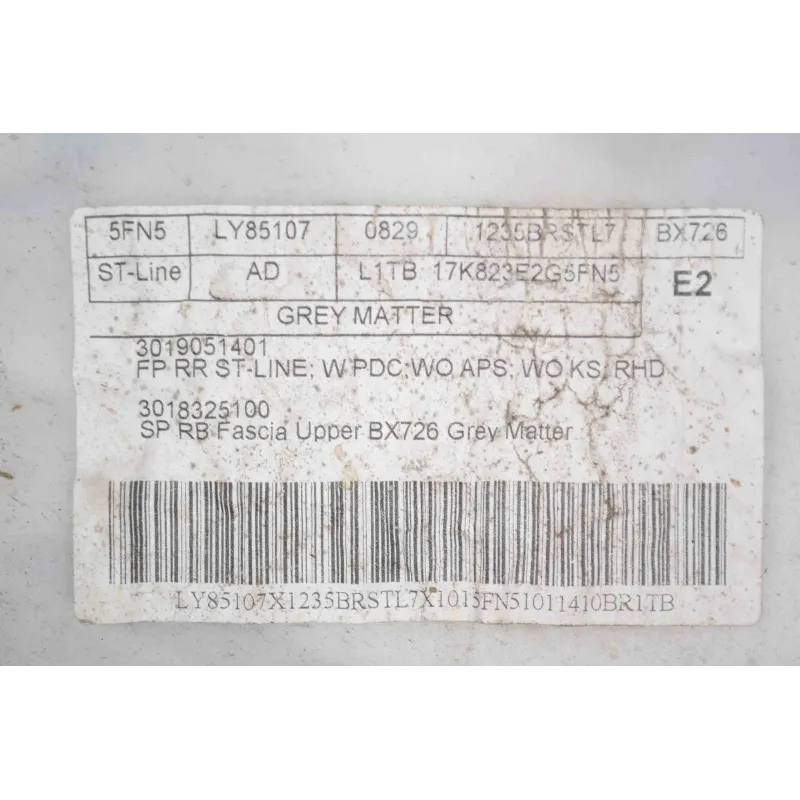 5FN5 LY85107 0829 1235BRSTL7 BX726
ST-Line AD L1TB 17K823E2G5FN5 E2
GREY MATTER
3019051401
FP RR ST-LINE; W PDC; WO APS; WO KS; RHD
3018325100
SP RB Fascia Upper BX726 Grey Matter
LY85107X1235BRSTL7X1015FN51011410BR1TB